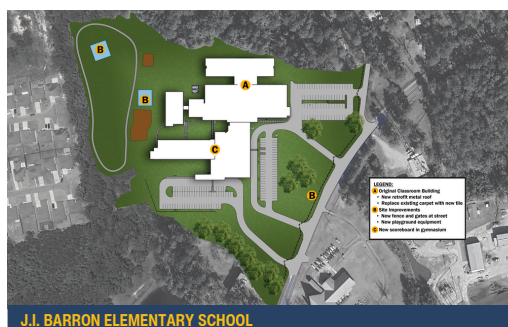 B
B
A
C
B
LEGEND:
A Original Classroom Building
• New retrofit metal roof
• Replace existing carpet with new tile
B Site Improvements
• New fence and gates at street
• New playground equipment
C New scoreboard in gymnasium
J.I. BARRON ELEMENTARY SCHOOL